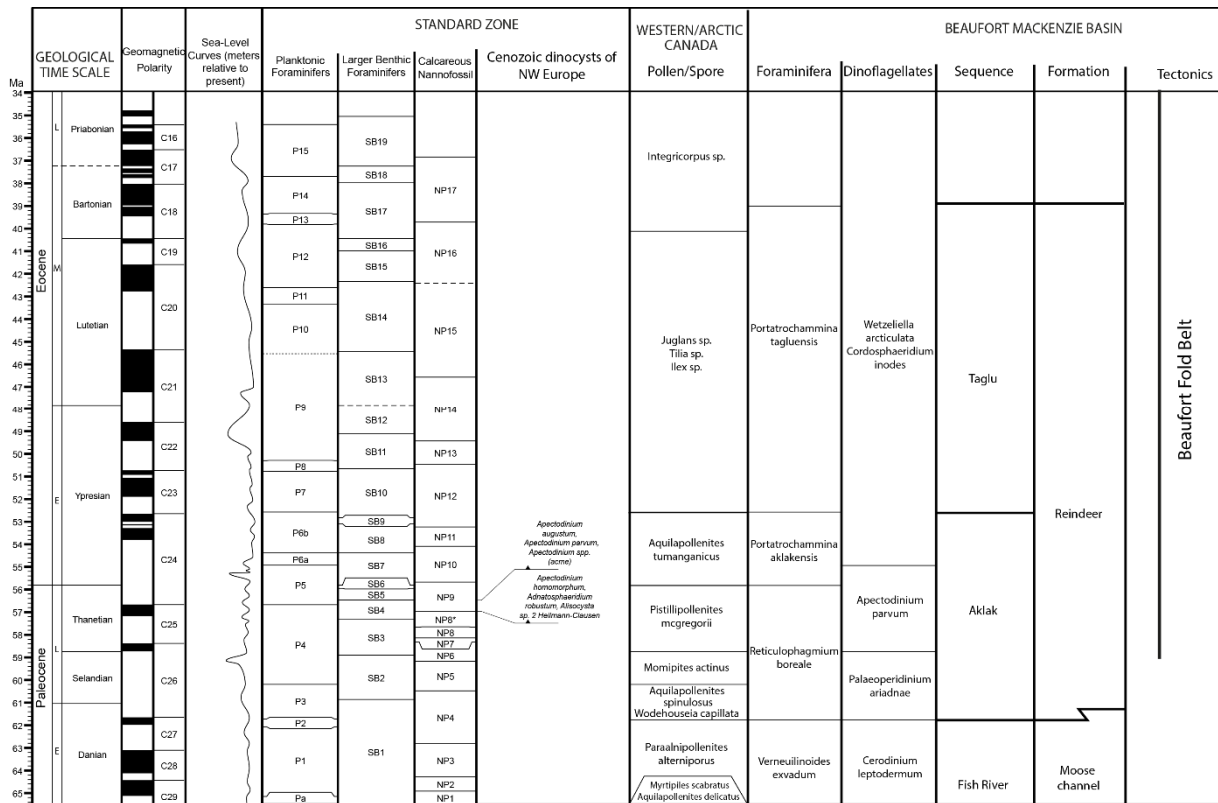 STANDARD ZONE
WESTERN/ARCTIC
CANADA
BEAUFORT MACKENZIE BASIN
GEOLOGICAL
TIME SCALE
Geomagnetic
Polarity
Sea-Level
Curves (meters
relative to
present)
Planktonic
Foraminifers
Larger Benthic
Foraminifers
Calcareous
Nannofossil
Cenozoic dinocysts of
NW Europe
Pollen/Spore
Foraminifera
Dinoflagellates
Sequence
Formation
Tectonics
Ma
34
35
36
37
38
39
40
41
42
43
44
45
46
47
48
49
50
51
52
53
54
55
56
57
58
59
60
61
62
63
64
65
Eocene
Paleocene
L
M
E
L
E
Priabonian
Bartonian
Lutetian
Ypresian
Thanetian
Selandian
Danian
C16
C17
C18
C19
C20
C21
C22
C23
C24
C25
C26
C27
C28
C29
P15
P14
P13
P12
P11
P10
P9
P8
P7
P6b
P6a
P5
P4
P3
P2
P1
Pa
SB19
SB18
SB17
SB16
SB15
SB14
SB13
SB12
SB11
SB10
SB9
SB8
SB7
SB6
SB5
SB4
SB3
SB2
SB1
NP17
NP16
NP15
NP14
NP13
NP12
NP11
NP10
NP9
NP8*
NP8
NP7
NP6
NP5
NP4
NP3
NP2
NP1
Apectodinium
augustum,
Apectodinium parvum,
Apectodinium spp.
(acme)
Apectodinium
homomorphum,
Adnatosphaeridium
robustum, Alisocysta
sp. 2 Heilmann-Clausen
Integricorpus sp.
Juglans sp.
Tilia sp.
Ilex sp.
Aquilapollenites
tumanganicus
Pistillipollenites
mcgregorii
Momipites actinus
Aquilapollenites
spinulosus
Wodehouseia capillata
Paraalnipollenites
alterniporus
Myrtipiles scabratus
Aquilapollenites delicatus
Portatrochammina
tagluensis
Portatrochammina
aklakensis
Reticulophagmium
boreale
Verneuilinoides
exvadum
Wetzeliella
arcticulata
Cordosphaeridium
inodes
Apectodinium
parvum
Palaeoperidinium
ariadnae
Cerodinium
leptodermum
Taglu
Aklak
Fish River
Reindeer
Moose
channel
Beaufort Fold Belt